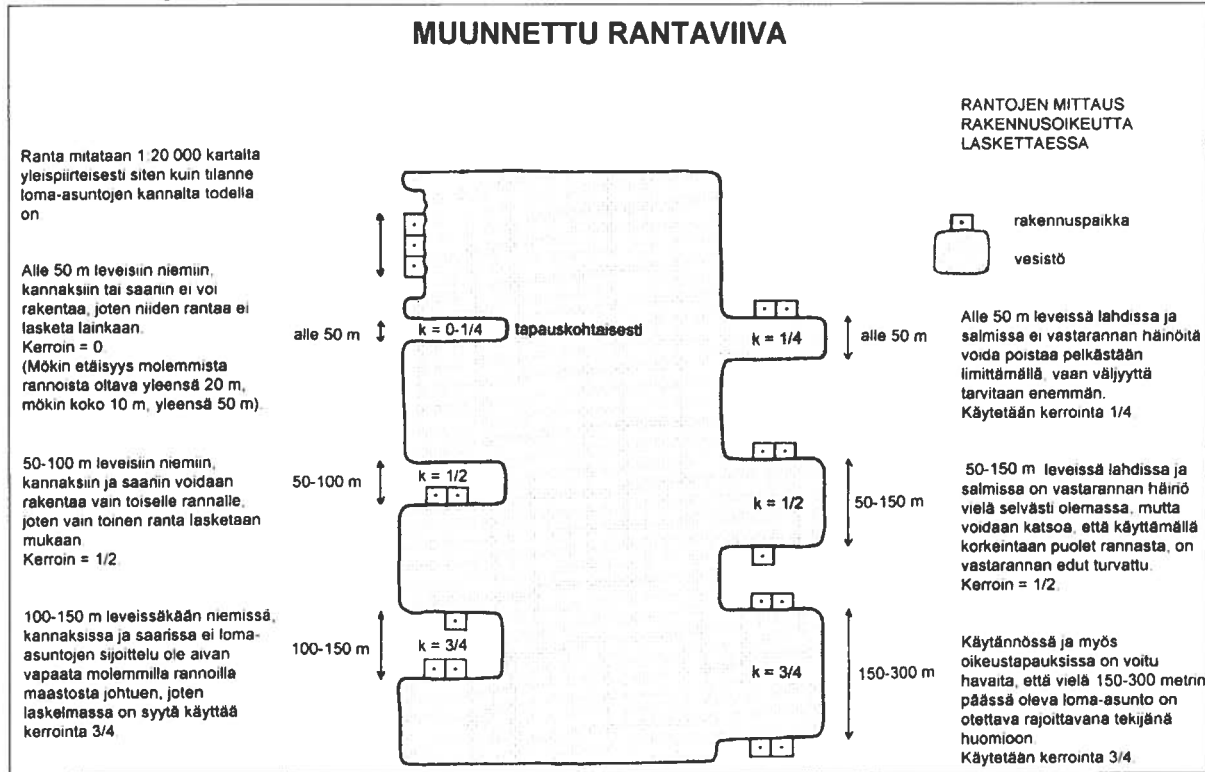 MUUNNETTU RANTAVIIVA
Ranta mitataan 1:20 000 kartalta
yleispiirteisesti siten kuin tilanne
loma-asuntojen kannalta todella
on
Alle 50 m leveisiin niemiin,
kannaksiin tai saariin ei voi
rakentaa, joten niiden rantaa ei
lasketa lainkaan.
Kerroin = 0.
(Mökin etäisyys molemmista
rannoista oltava yleensä 20 m,
mökin koko 10 m, yleensä 50 m).
50-100 m leveisiin niemiin,
kannaksiin ja saariin voidaan
rakentaa vain toiselle rannalle,
joten vain toinen ranta lasketaan
mukaan
Kerroin = 1/2.
100-150 m leveissäkään niemissä,
kannaksissa ja saarissa ei loma-
asuntojen sijoittelu ole aivan
vapaata molemmilla rannoilla
maastosta johtuen, joten
laskelmassa on syytä käyttää
kerrointa 3/4.
alle 50 m
k = 0-1/4
tapauskohtaisesti
50-100 m
k = 1/2
100-150 m
k = 3/4
k = 1/4
alle 50 m
k = 1/2
50-150 m
k = 3/4
150-300 m
RANTOJEN MITTAUS
RAKENNUSOIKEUTTA
LASKETTAESSA
rakennuspaikka
vesistö
Alle 50 m leveissä lahdissa ja
salmissa ei vastarannan häiriöitä
voida poistaa pelkästään
limittämällä, vaan väljyyttä
tarvitaan enemmän.
Käytetään kerrointa 1/4.
50-150 m leveissä lahdissa ja
salmissa on vastarannan häiriö
vielä selvästi olemassa, mutta
voidaan katsoa, että käyttämällä
korkeintaan puolet rannasta, on
vastarannan edut turvattu.
Kerroin = 1/2.
Käytännössä ja myös
oikeustapauksissa on voitu
havaita, että vielä 150-300 metrin
päässä oleva loma-asunto on
otettava rajoittavana tekijänä
huomioon.
Käytetään kerrointa 3/4.